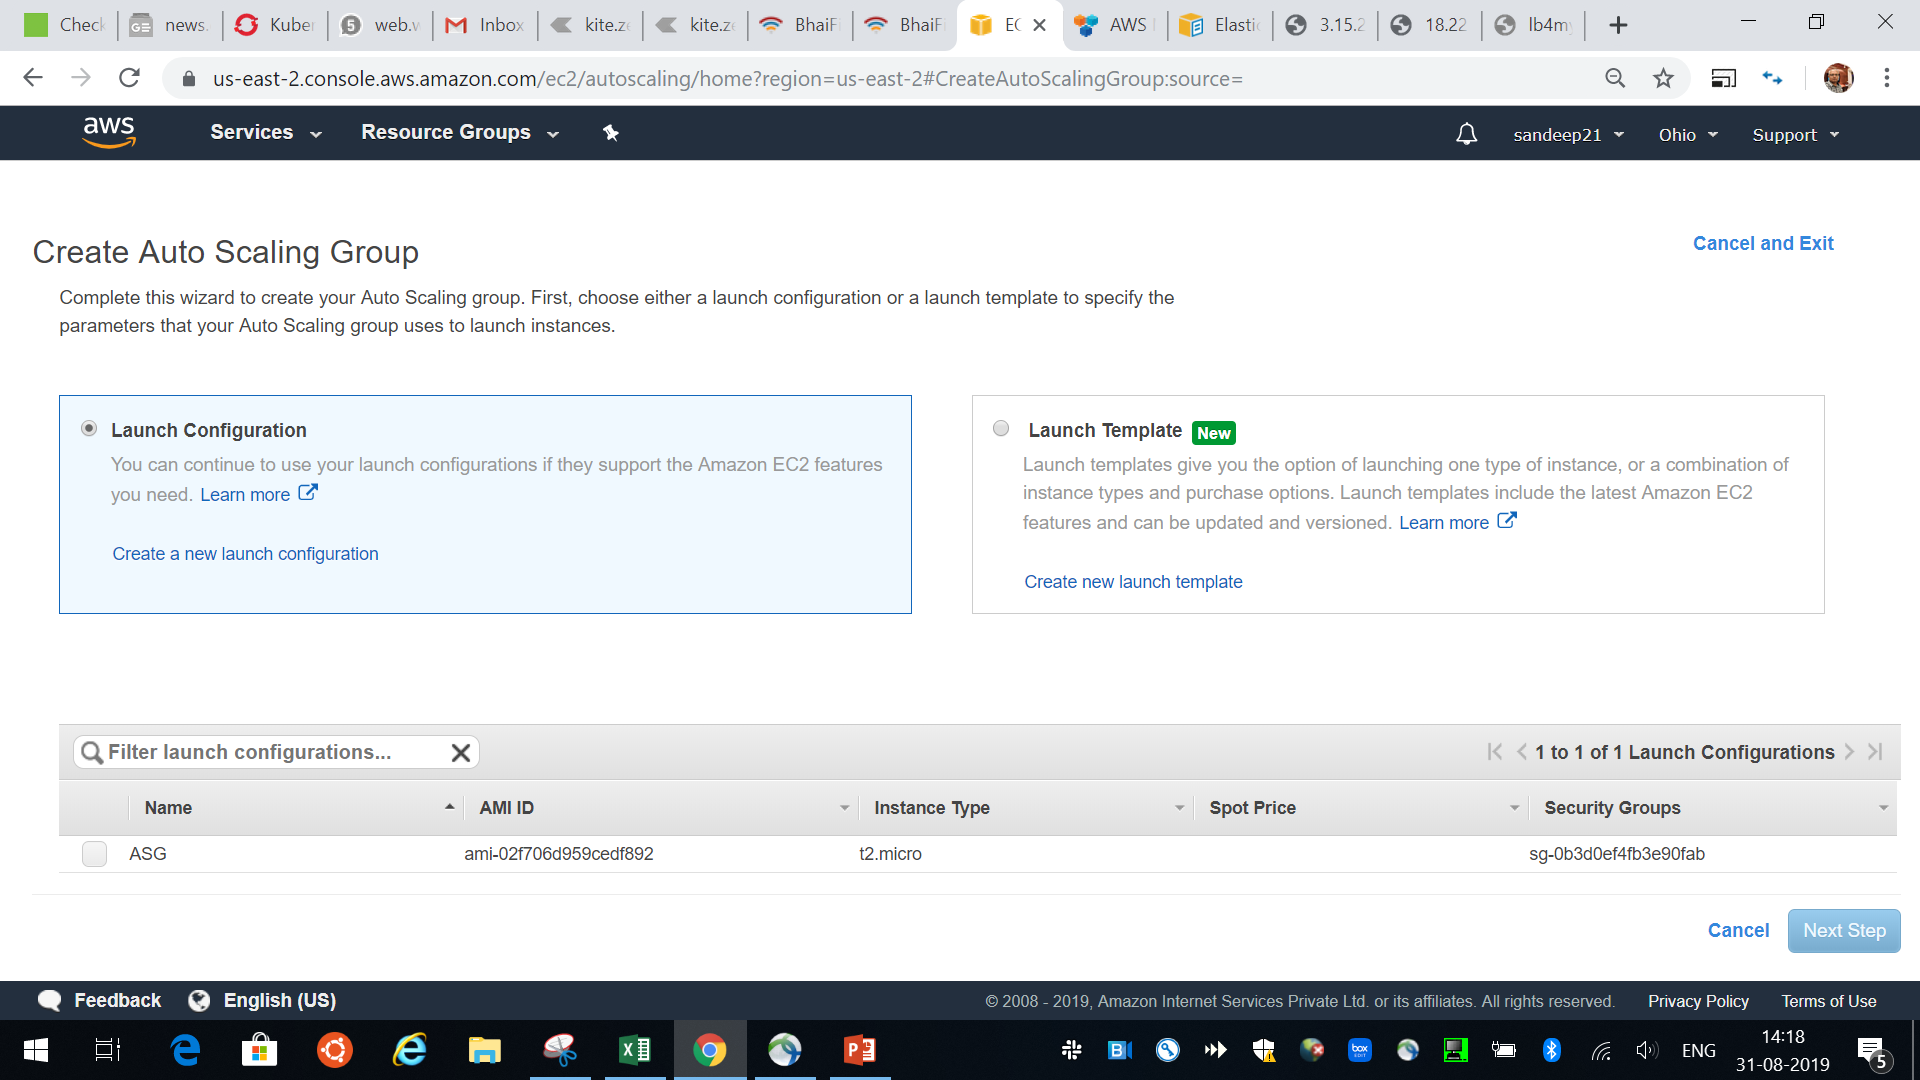 Check
news.
Kuber
web.w
Inbox
kite.ze
kite.ze
BhaiFi
BhaiFi
EC
AWS
Elastic
3.15.2
18.22
lb4my
us-east-2.console.aws.amazon.com/ec2/autoscaling/home?region=us-east-2#CreateAutoScalingGroup:source=
aws
Services
Resource Groups
sandeep21
Ohio
Support
Create Auto Scaling Group
Cancel and Exit
Complete this wizard to create your Auto Scaling group. First, choose either a launch configuration or a launch template to specify the
parameters that your Auto Scaling group uses to launch instances.
Launch Configuration
You can continue to use your launch configurations if they support the Amazon EC2 features
you need. Learn more
Create a new launch configuration
Launch Template New
Launch templates give you the option of launching one type of instance, or a combination of
instance types and purchase options. Launch templates include the latest Amazon EC2
features and can be updated and versioned. Learn more
Create new launch template
Filter launch configurations...
1 to 1 of 1 Launch Configurations
Name AMI ID Instance Type Spot Price Security Groups
ASG ami-02f706d959cedf892 t2.micro sg-0b3d0ef4fb3e90fab
Cancel Next Step
Feedback English (US)
© 2008 - 2019, Amazon Internet Services Private Ltd. or its affiliates. All rights reserved. Privacy Policy Terms of Use
ENG
14:18
31-08-2019
5